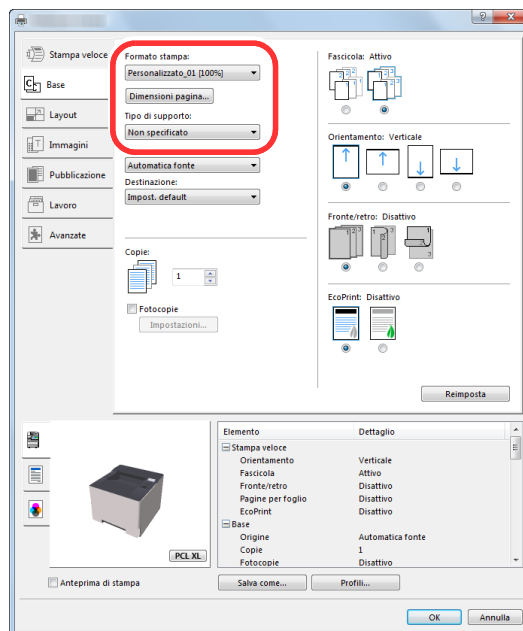 Stampa veloce
Base
Layout
Immagini
Pubblicazione
Lavoro
Avanzate
Formato stampa:
Personalizzato_01 [100%]
Dimensioni pagina...
Tipo di supporto:
Non specificato
Automatica fonte
Destinazione:
Impost. default
Copie:
1
Fotocopie
Impostazioni...
Fascicola: Attivo
Orientamento: Verticale
Fronte/retro: Disattivo
EcoPrint: Disattivo
Reimposta
PCL XL
Anteprima di stampa
Elemento Dettaglio
Stampa veloce
Orientamento Verticale
Fascicola Attivo
Fronte/retro Disattivo
Pagine per foglio Disattivo
EcoPrint Disattivo
Base
Origine Automatica fonte
Copie 1
Fotocopie Disattivo
Salva come... Profili...
OK Annulla